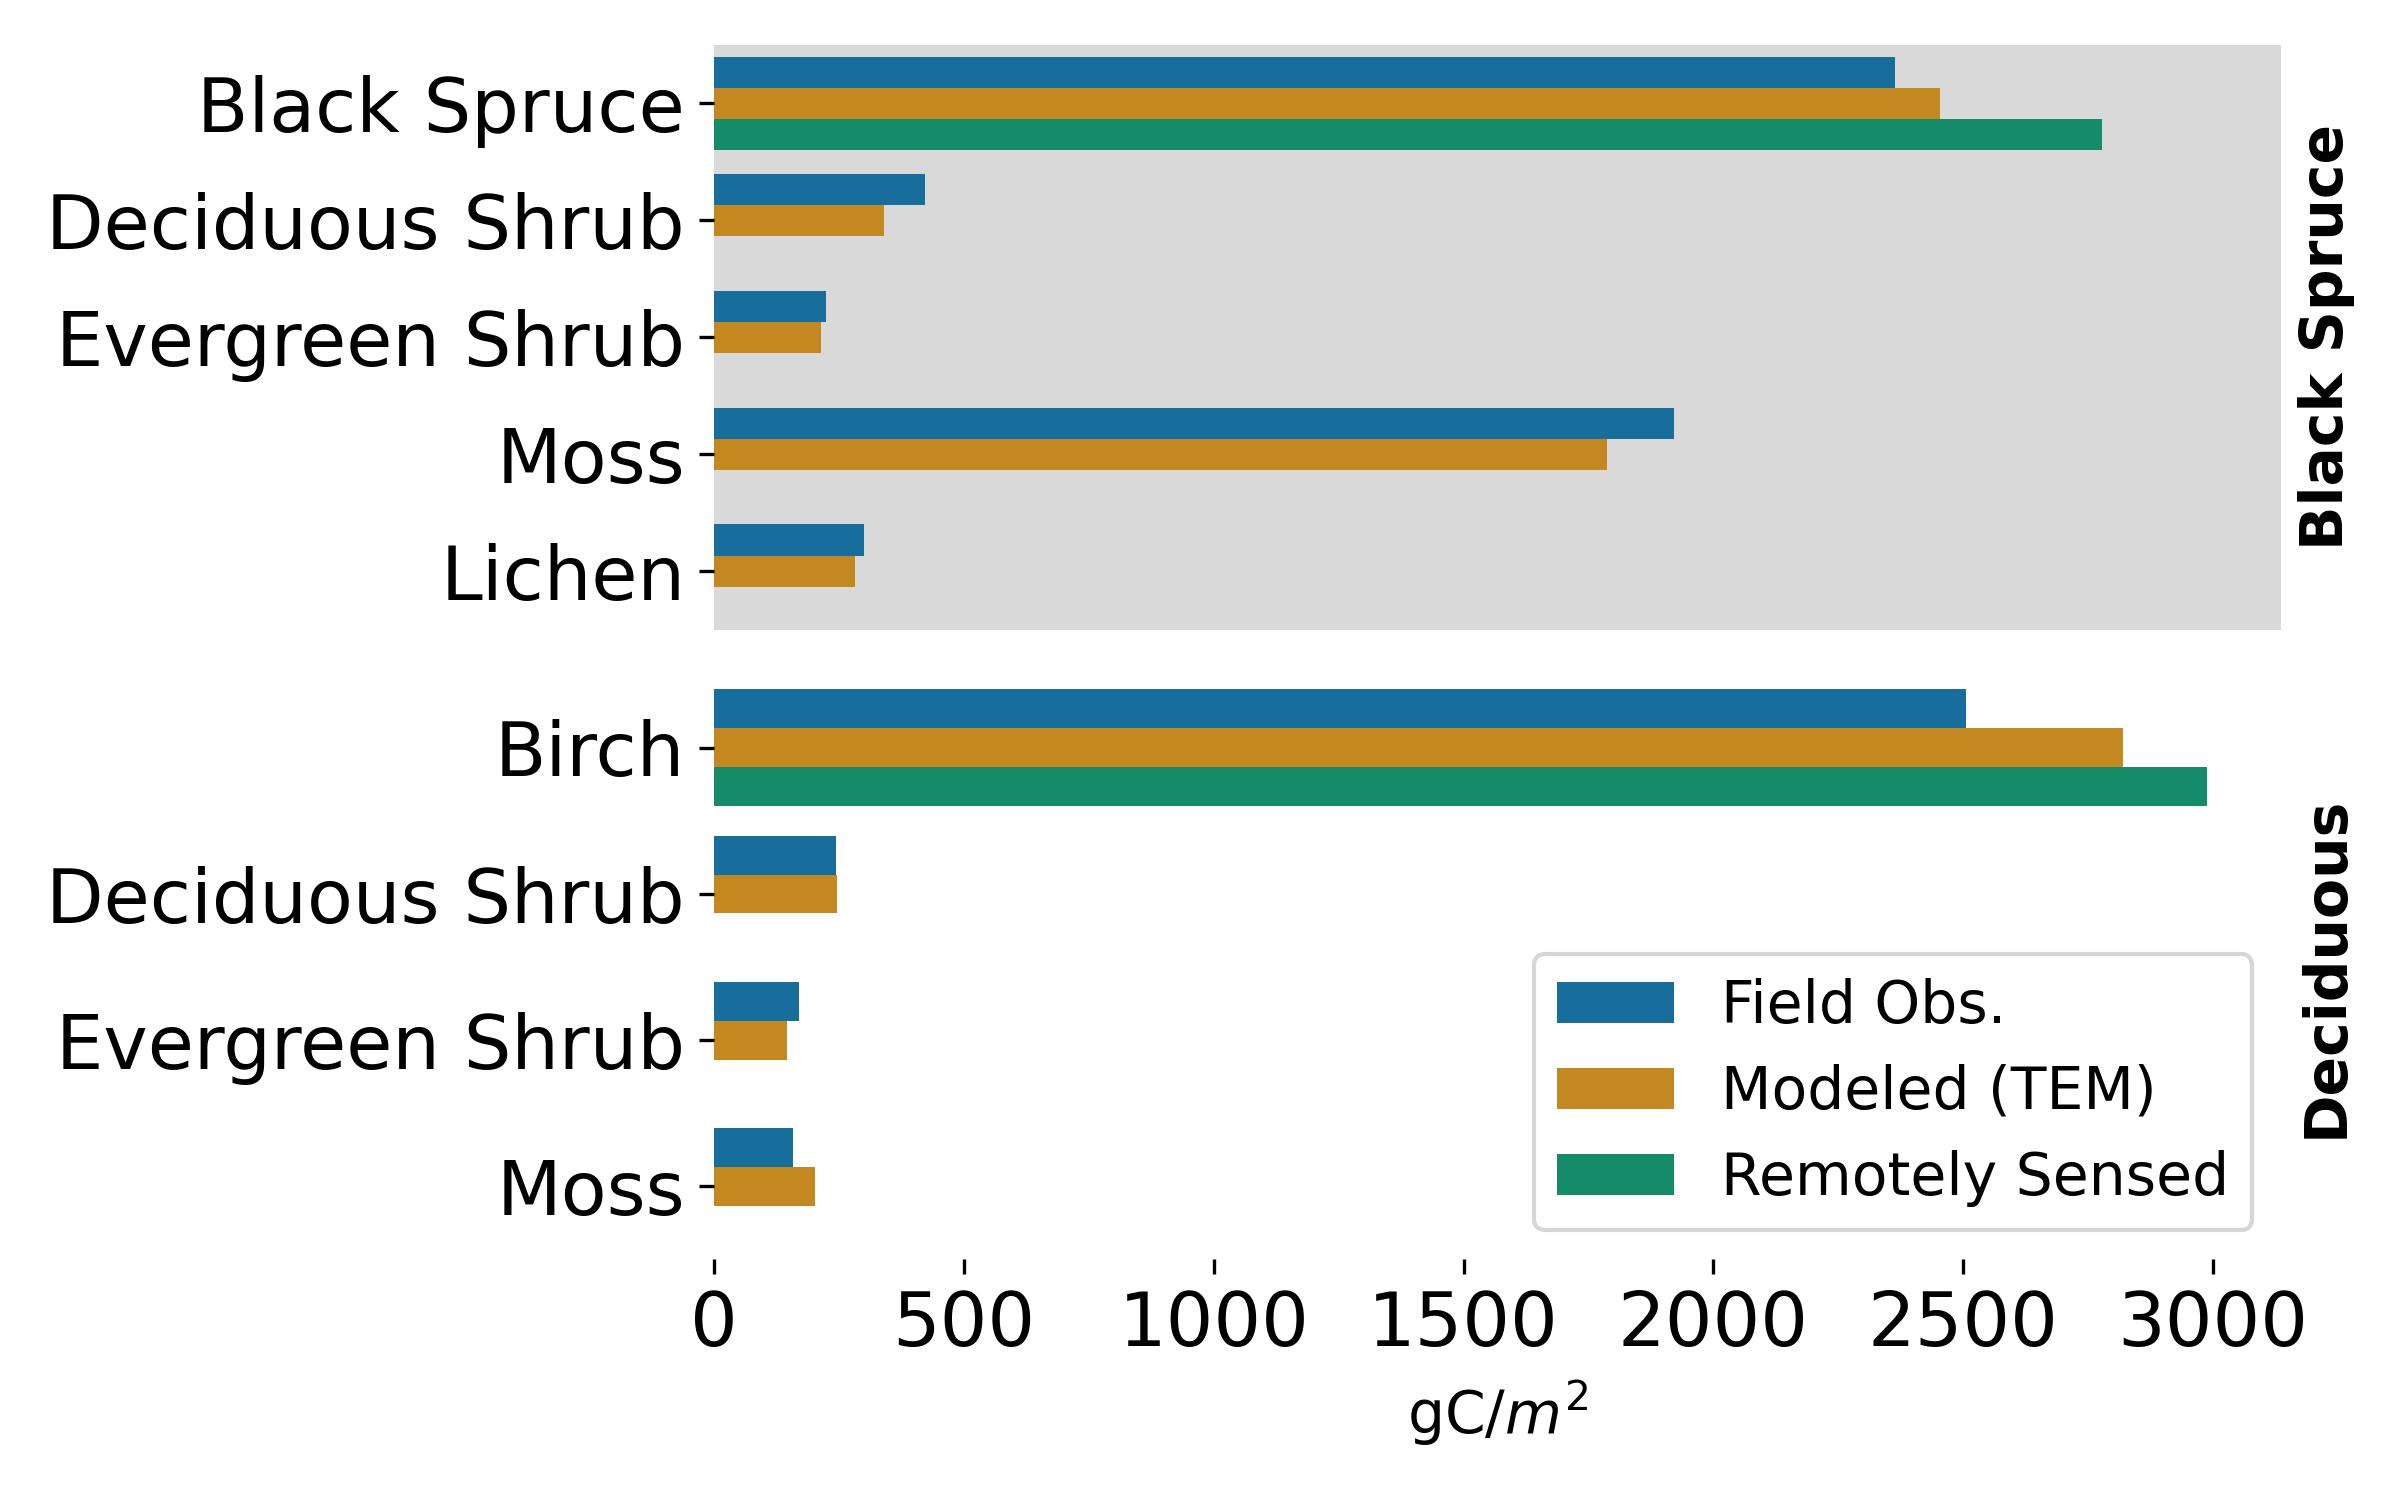 Black Spruce
Deciduous Shrub
Evergreen Shrub
Moss
Lichen
Black Spruce
Birch
Deciduous Shrub
Evergreen Shrub
Moss
Deciduous
Field Obs.
Modeled (TEM)
Remotely Sensed
0 500 1000 1500 2000 2500 3000
gC/m²